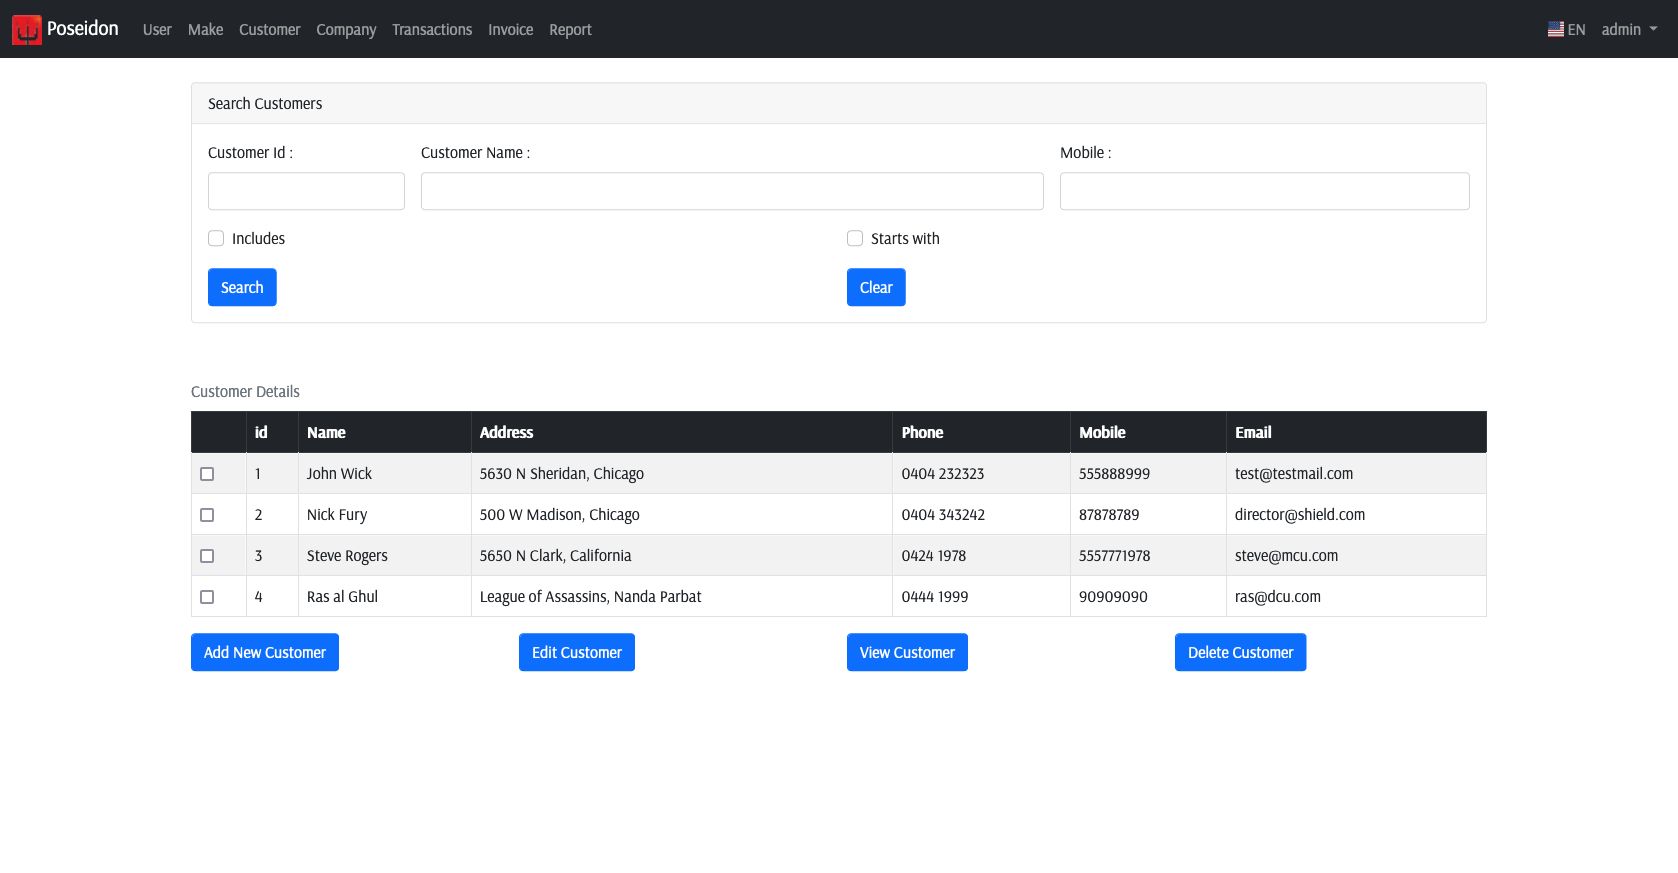 Poseidon User Make Customer Company Transactions Invoice Report EN admin
Search Customers
Customer Id : Customer Name : Mobile :
Includes Starts with
Search Clear
Customer Details
id Name Address Phone Mobile Email
1 John Wick 5630 N Sheridan, Chicago 0404 232323 555888999 test@testmail.com
2 Nick Fury 500 W Madison, Chicago 0404 343242 87878789 director@shield.com
3 Steve Rogers 5650 N Clark, California 0424 1978 5557771978 steve@mcu.com
4 Ras al Ghul League of Assassins, Nanda Parbat 0444 1999 90909090 ras@dcu.com
Add New Customer Edit Customer View Customer Delete Customer